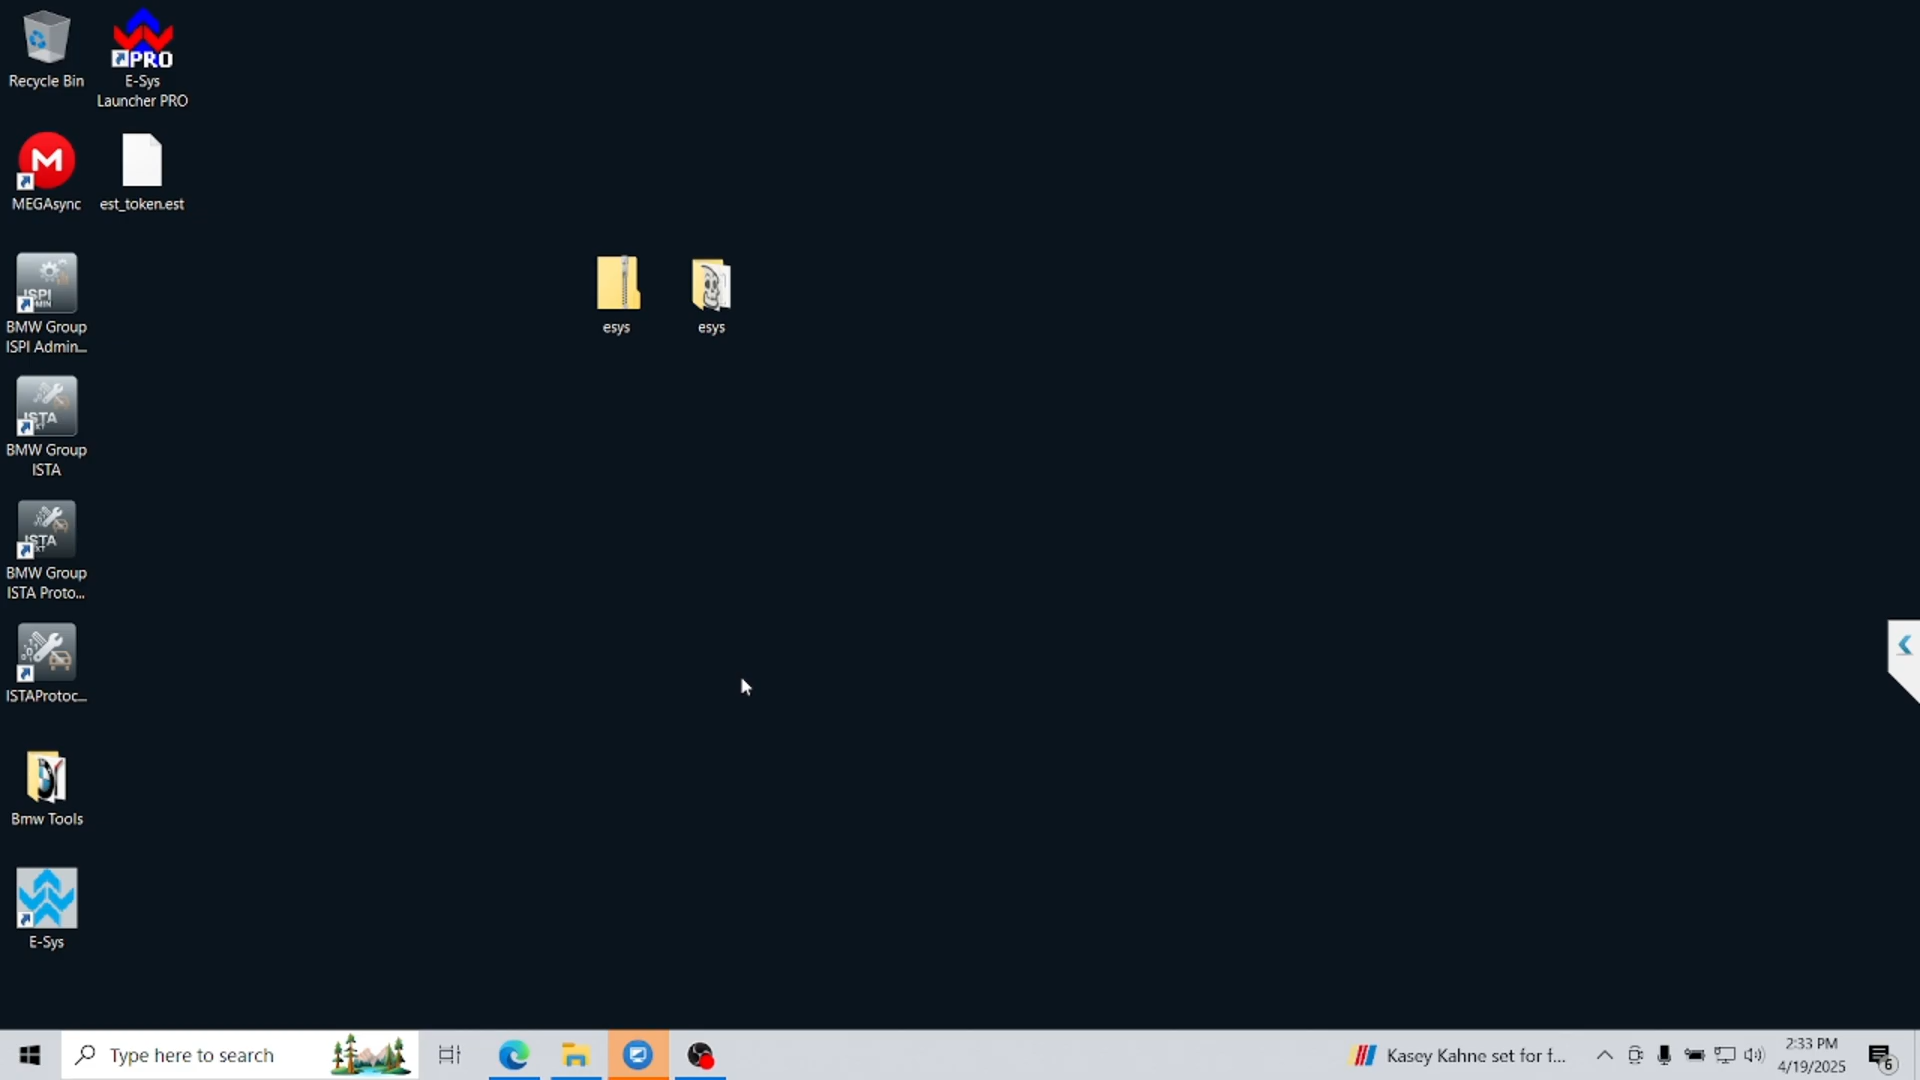 Recycle Bin
PRO
E-Sys
Launcher PRO
M
MEGAsync
est_token.est
ISPI
BMW Group
ISPI Admin...
esys
esys
ISTA
BMW Group
ISTA
ISTA
BMW Group
ISTA Proto...
ISTAProtoc...
Bmw Tools
E-Sys
Type here to search
Kasey Kahne set for f...
2:33 PM
4/19/2025
6